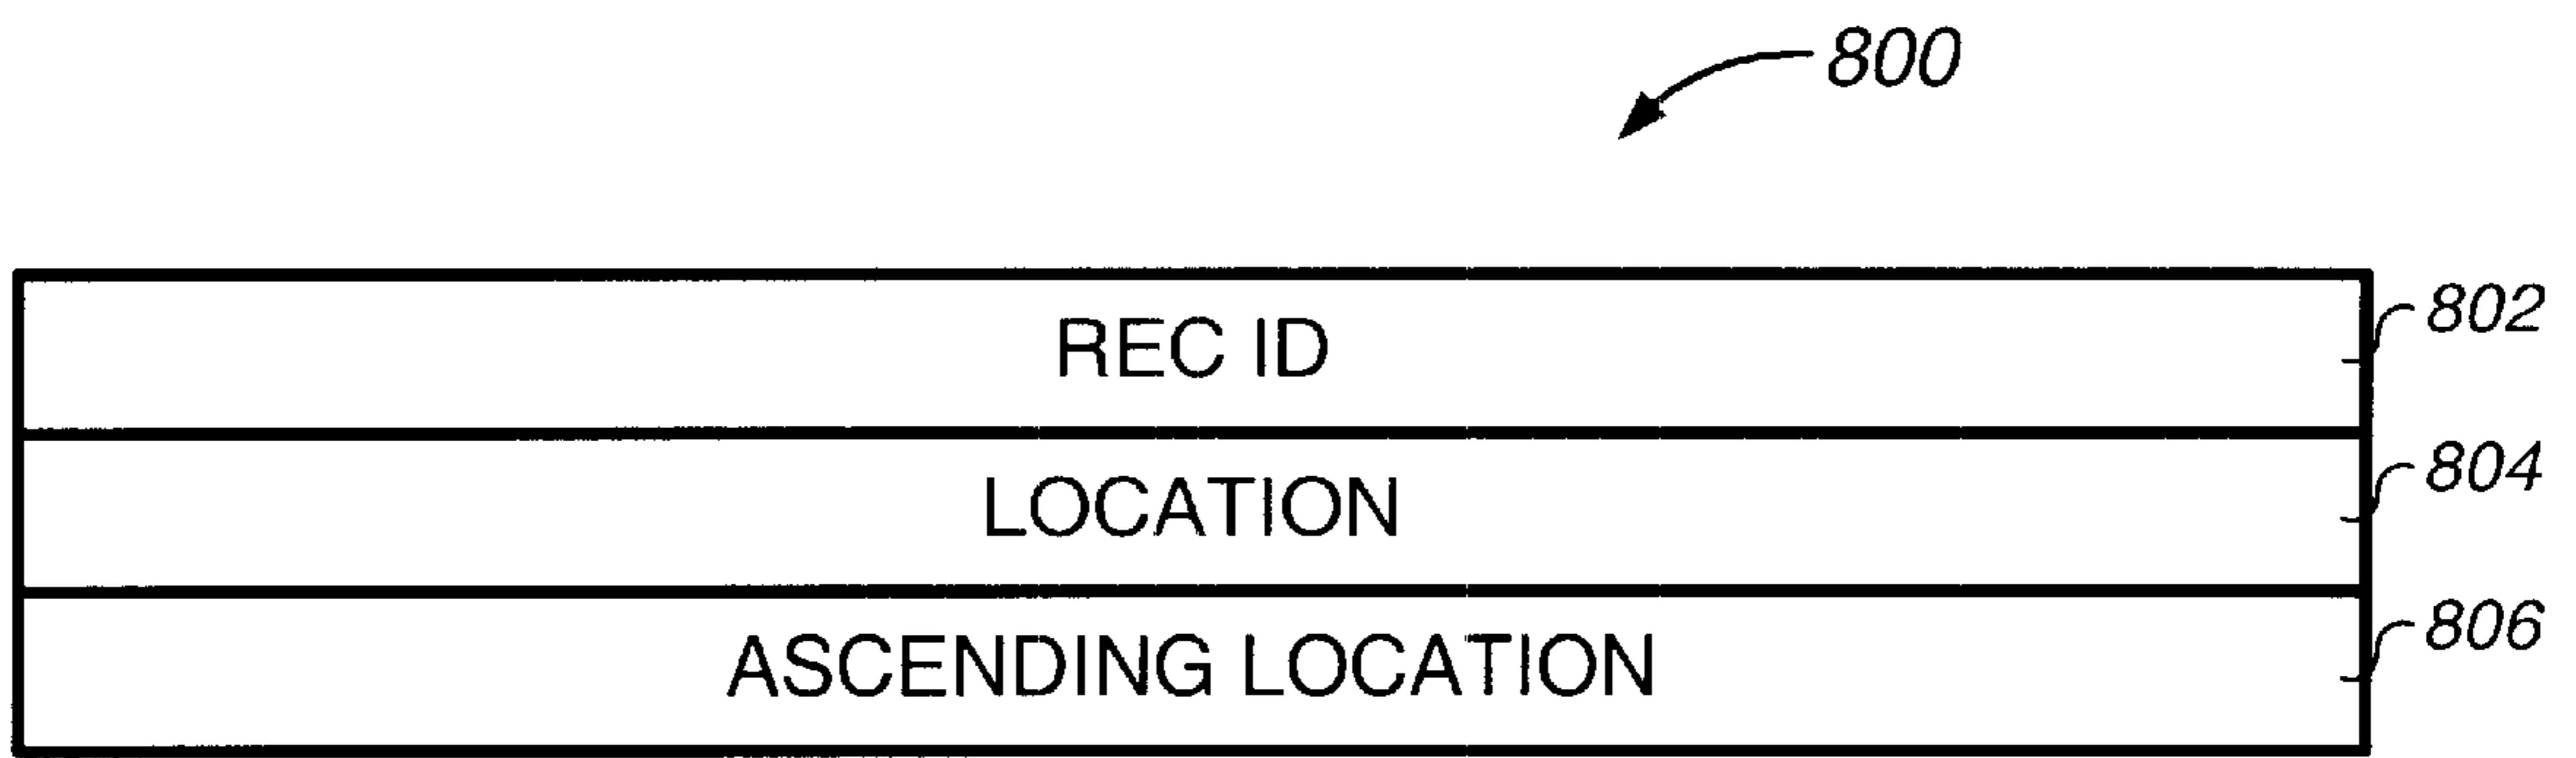 800
REC ID
802
LOCATION
804
ASCENDING LOCATION
806